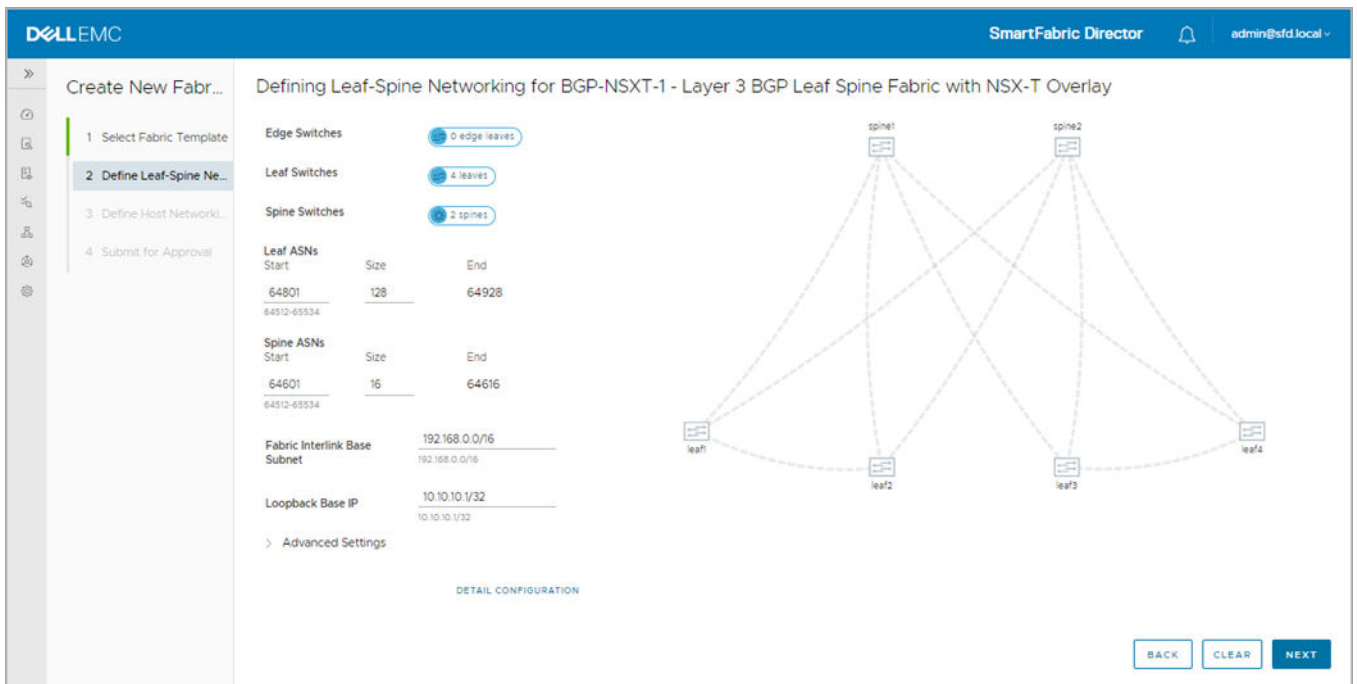 DELLEMC
SmartFabric Director
admin@sfd.local
Create New Fabr...
1 Select Fabric Template
2 Define Leaf-Spine Ne...
3 Define Host Networki...
4 Submit for Approval
Defining Leaf-Spine Networking for BGP-NSXT-1 - Layer 3 BGP Leaf Spine Fabric with NSX-T Overlay
Edge Switches 0 edge leaves
Leaf Switches 4 leaves
Spine Switches 2 spines
Leaf ASNs
Start Size End
64801 128 64928
64512-65534
Spine ASNs
Start Size End
64601 16 64616
64512-65534
Fabric Interlink Base Subnet
192.168.0.0/16
192.168.0.0/16
Loopback Base IP
10.10.10.1/32
10.10.10.1/32
Advanced Settings
DETAIL CONFIGURATION
spine1 spine2
leaf1 leaf2 leaf3 leaf4
BACK CLEAR NEXT